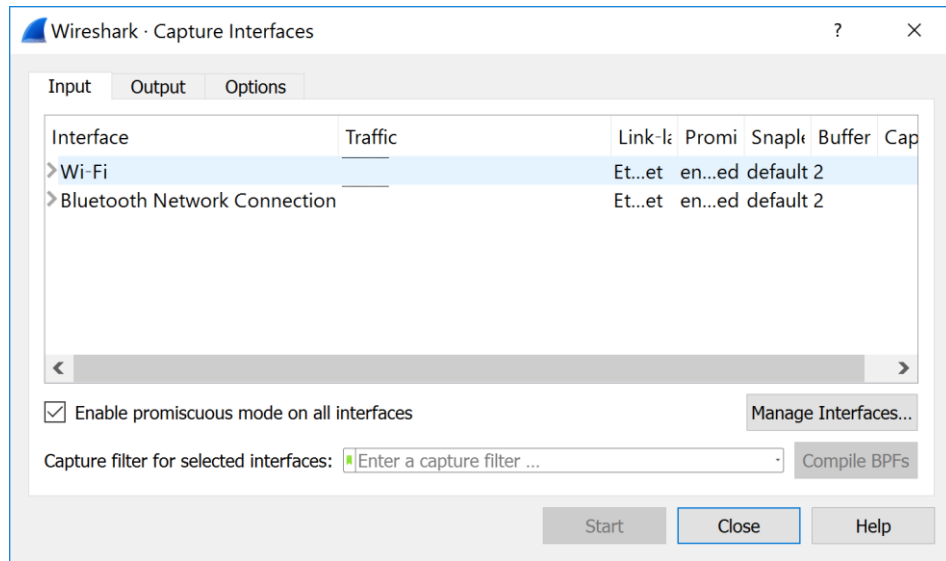 Wireshark · Capture Interfaces ?
Input Output Options
Interface Traffic Link-la Promi Snaple Buffer Cap
Wi-Fi Et...et en...ed default 2
Bluetooth Network Connection Et...et en...ed default 2
Enable promiscuous mode on all interfaces Manage Interfaces...
Capture filter for selected interfaces: Enter a capture filter ... Compile BPFs
Start Close Help